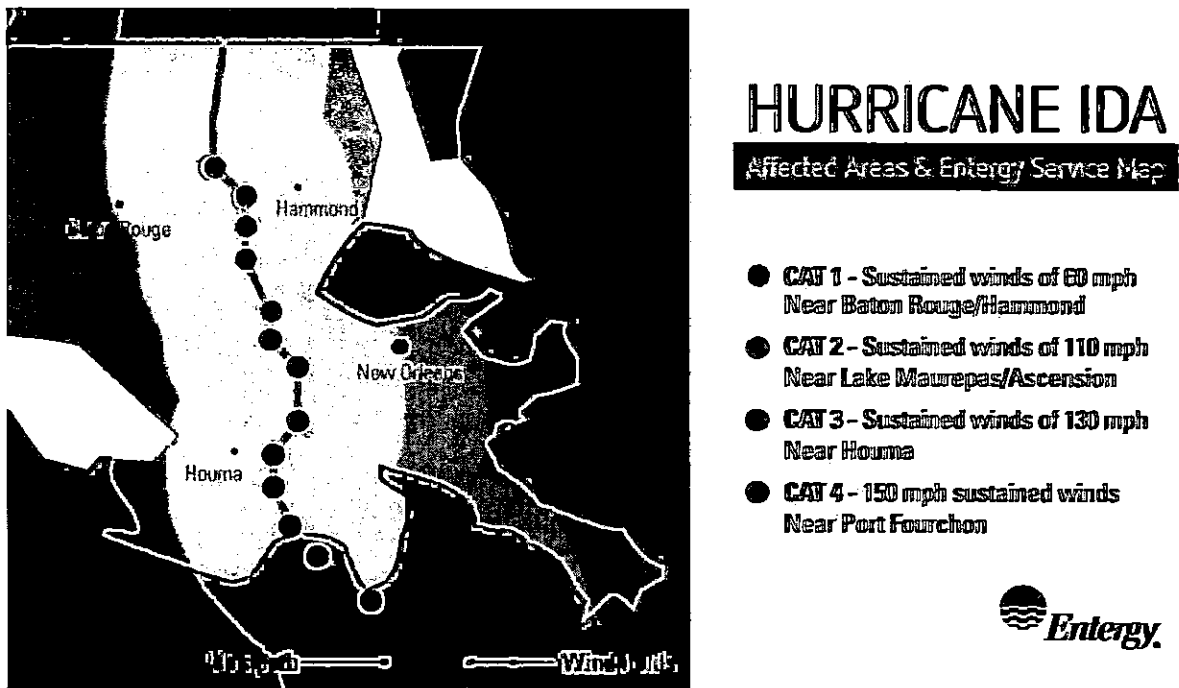 HURRICANE IDA
Affected Areas & Entergy Service Map
Hammond
Rouge
New Orleans
Houma
CAT 1 - Sustained winds of 80 mph
Near Baton Rouge/Hammond
CAT 2 - Sustained winds of 110 mph
Near Lake Maurepas/Ascension
CAT 3 - Sustained winds of 130 mph
Near Houma
CAT 4 - 150 mph sustained winds
Near Port Fourchon
Entergy